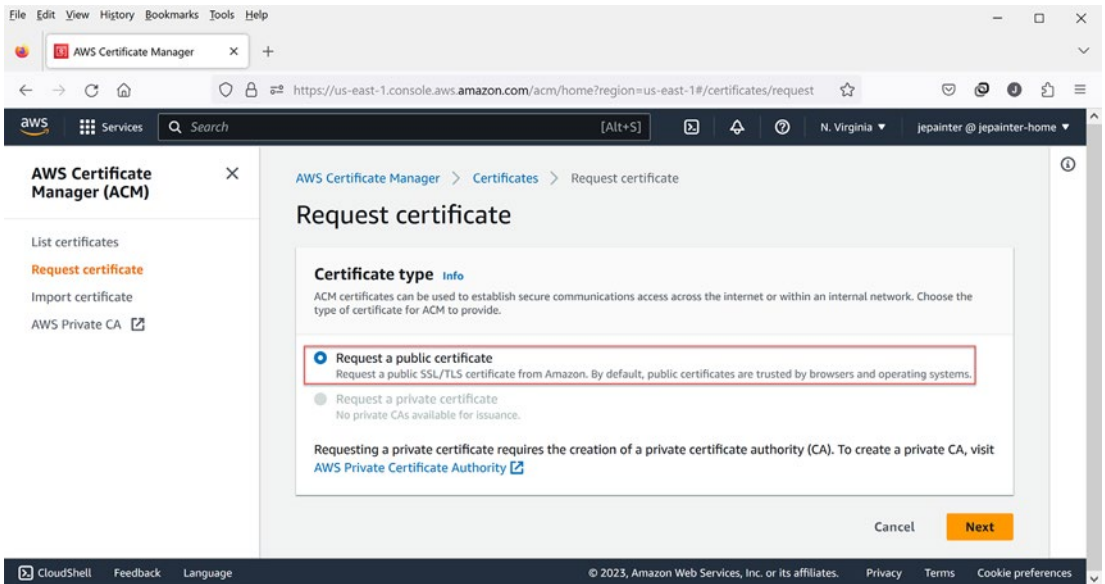 File Edit View History Bookmarks Tools Help
AWS Certificate Manager
https://us-east-1.console.aws.amazon.com/acm/home?region=us-east-1#/certificates/request
aws Services Search [Alt+S] N. Virginia jepainter @ jepainter-home
AWS Certificate
Manager (ACM)
List certificates
Request certificate
Import certificate
AWS Private CA
AWS Certificate Manager > Certificates > Request certificate
Request certificate
Certificate type Info
ACM certificates can be used to establish secure communications access across the internet or within an internal network. Choose the
type of certificate for ACM to provide.
Request a public certificate
Request a public SSL/TLS certificate from Amazon. By default, public certificates are trusted by browsers and operating systems.
Request a private certificate
No private CAs available for issuance.
Requesting a private certificate requires the creation of a private certificate authority (CA). To create a private CA, visit
AWS Private Certificate Authority
Cancel Next
CloudShell Feedback Language © 2023, Amazon Web Services, Inc. or its affiliates. Privacy Terms Cookie preferences